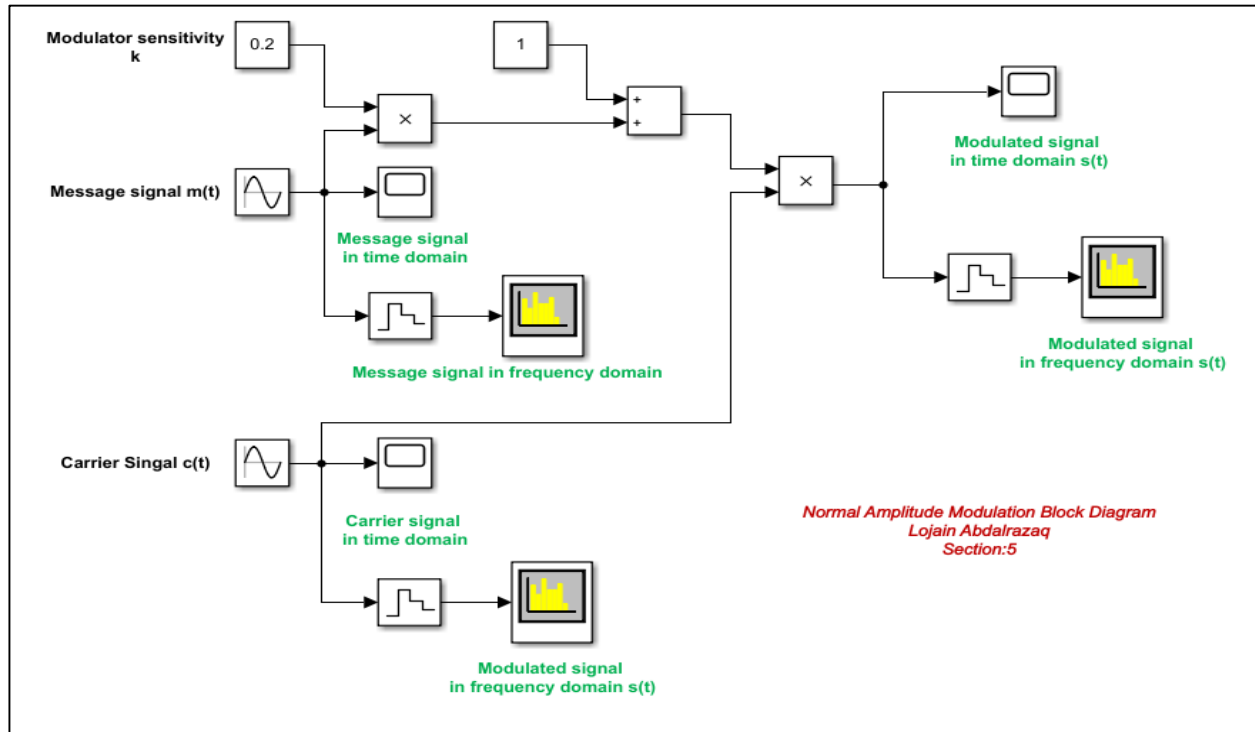 Modulator sensitivity
k
0.2
1
×
+
+
Modulated signal
in time domain s(t)
Message signal m(t)
×
Message signal
in time domain
Modulated signal
in frequency domain s(t)
Message signal in frequency domain
Carrier Singal c(t)
Carrier signal
in time domain
Normal Amplitude Modulation Block Diagram
Lojain Abdalrazaq
Section:5
Modulated signal
in frequency domain s(t)